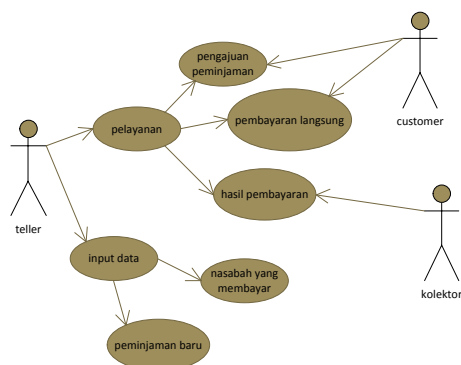 pengajuan
peminjaman
customer
pembayaran langsung
pelayanan
teller
hasil pembayaran
kolektor
input data
nasabah yang
membayar
peminjaman baru